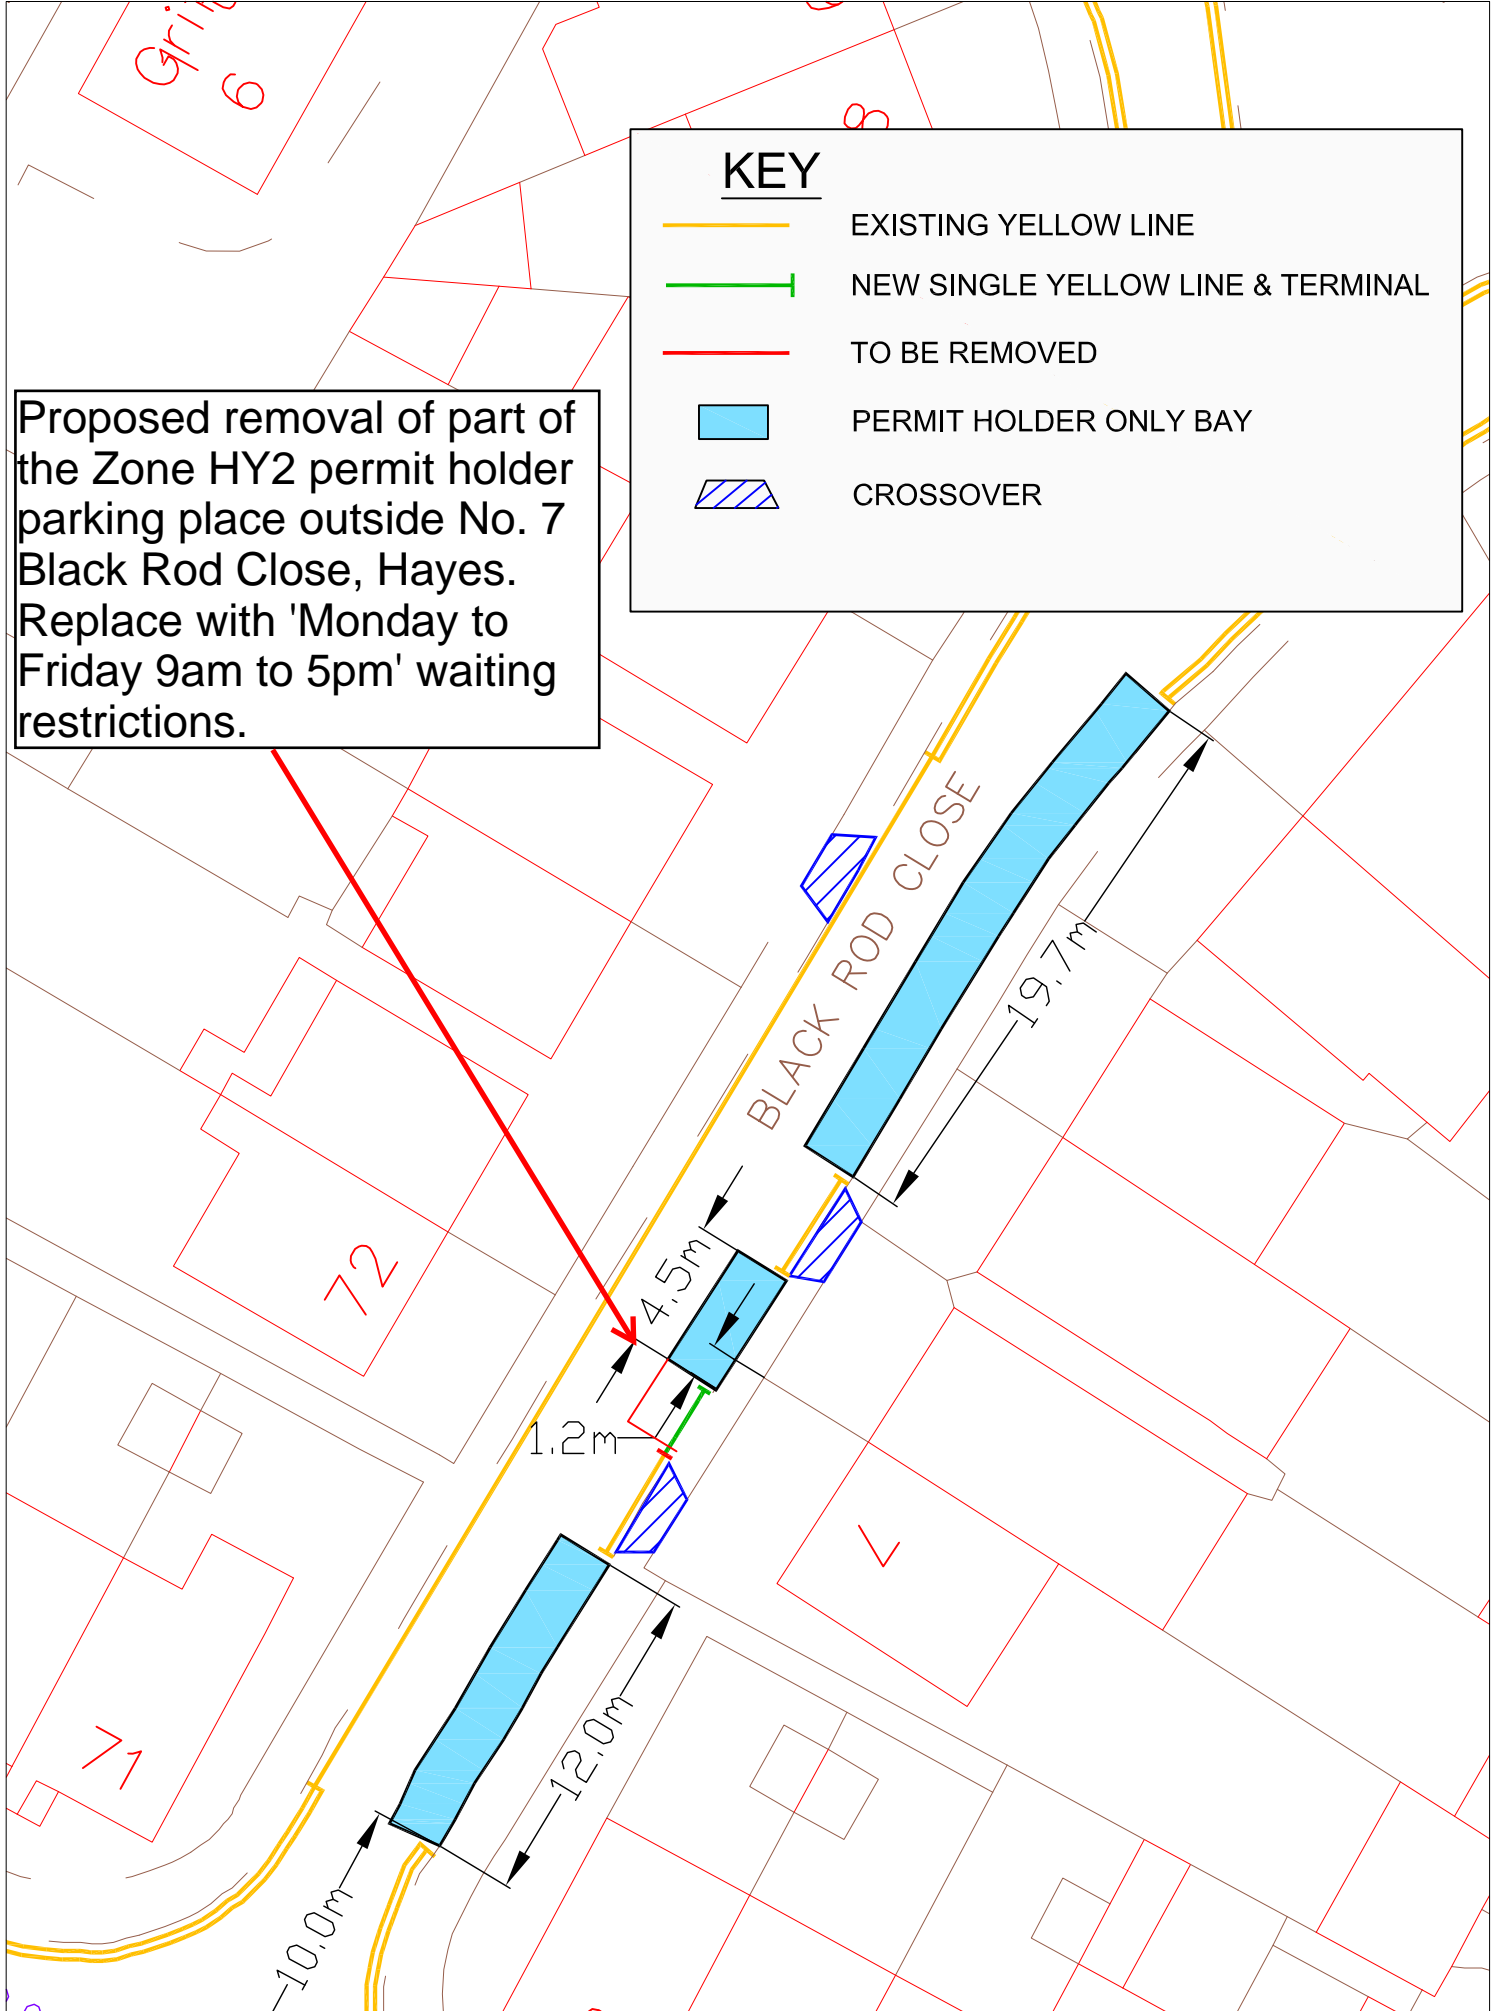 6
8
KEY
EXISTING YELLOW LINE
NEW SINGLE YELLOW LINE & TERMINAL
TO BE REMOVED
PERMIT HOLDER ONLY BAY
CROSSOVER
Proposed removal of part of
the Zone HY2 permit holder
parking place outside No. 7
Black Rod Close, Hayes.
Replace with 'Monday to
Friday 9am to 5pm' waiting
restrictions.
BLACK ROD CLOSE
19.7m
4.5m
72
1.2m
7
12.0m
71
10.0m